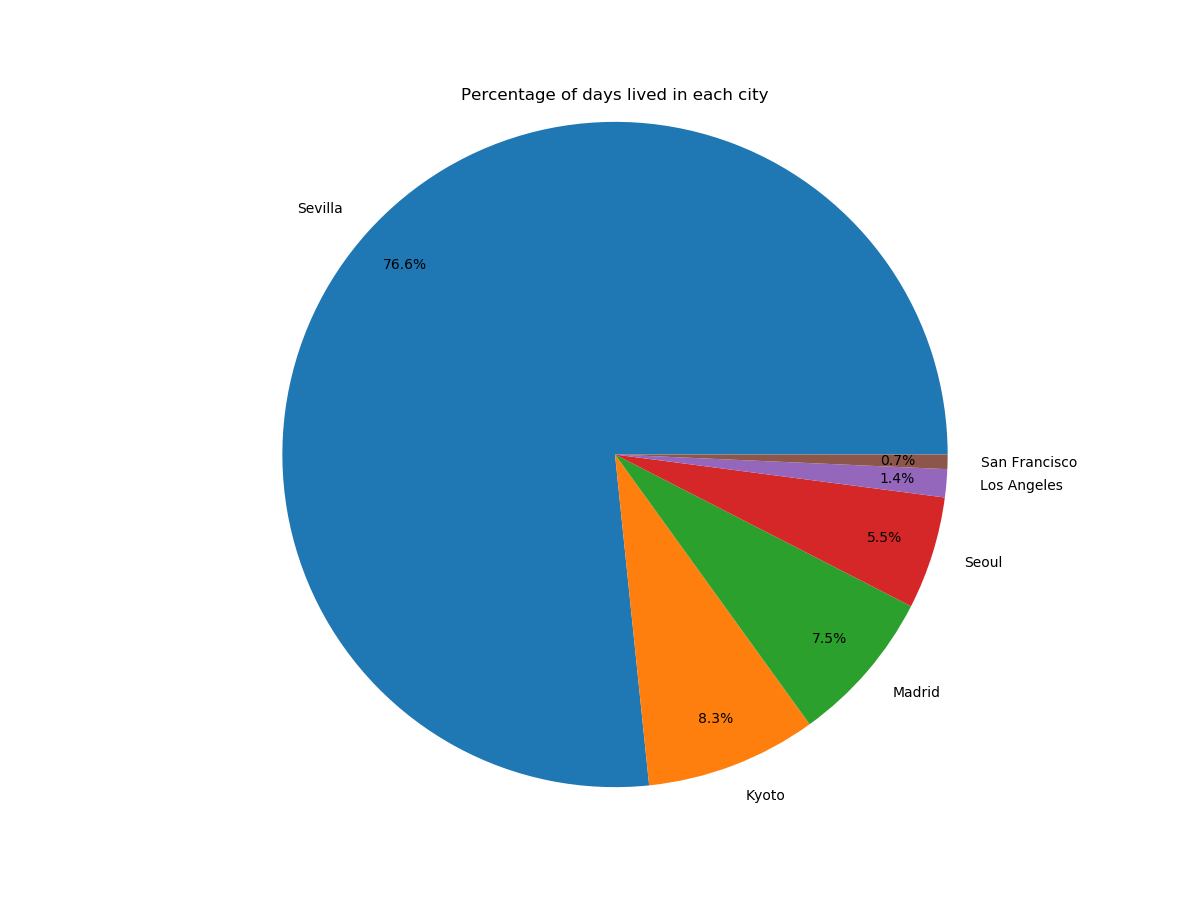 Percentage of days lived in each city
Sevilla
76.6%
0.7%
San Francisco
1.4%
Los Angeles
5.5%
Seoul
7.5%
Madrid
8.3%
Kyoto